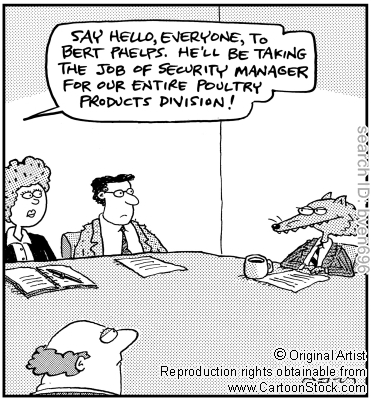 SAY HELLO, EVERYONE, TO
BERT PHELPS. HE'LL BE TAKING
THE JOB OF SECURITY MANAGER
FOR OUR ENTIRE POULTRY
PRODUCTS DIVISION!
search ID: bven696
© Original Artist
Reproduction rights obtainable from
www.CartoonStock.com